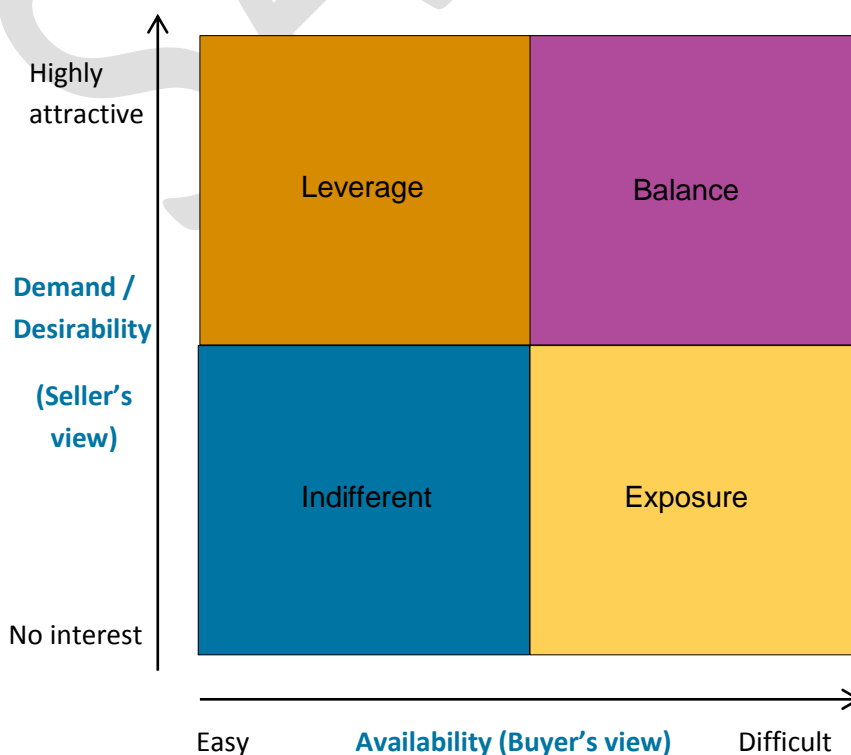 Highly
attractive
Leverage
Balance
Demand /
Desirability
(Seller's
view)
Indifferent
Exposure
No interest
Easy
Availability (Buyer's view)
Difficult